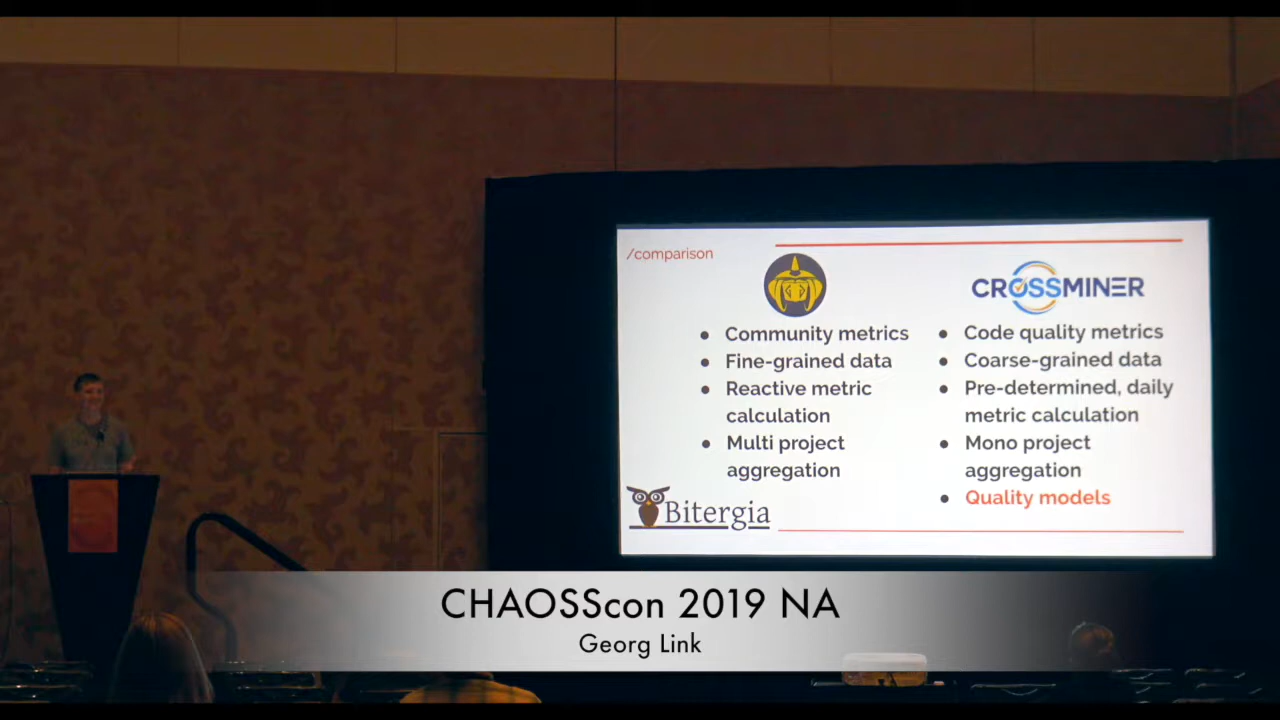 /comparison
CROSSMINER
● Community metrics
● Fine-grained data
● Reactive metric
calculation
● Multi project
aggregation
● Code quality metrics
● Coarse-grained data
● Pre-determined, daily
metric calculation
● Mono project
aggregation
● Quality models
Bitergia
CHAOSScon 2019 NA
Georg Link